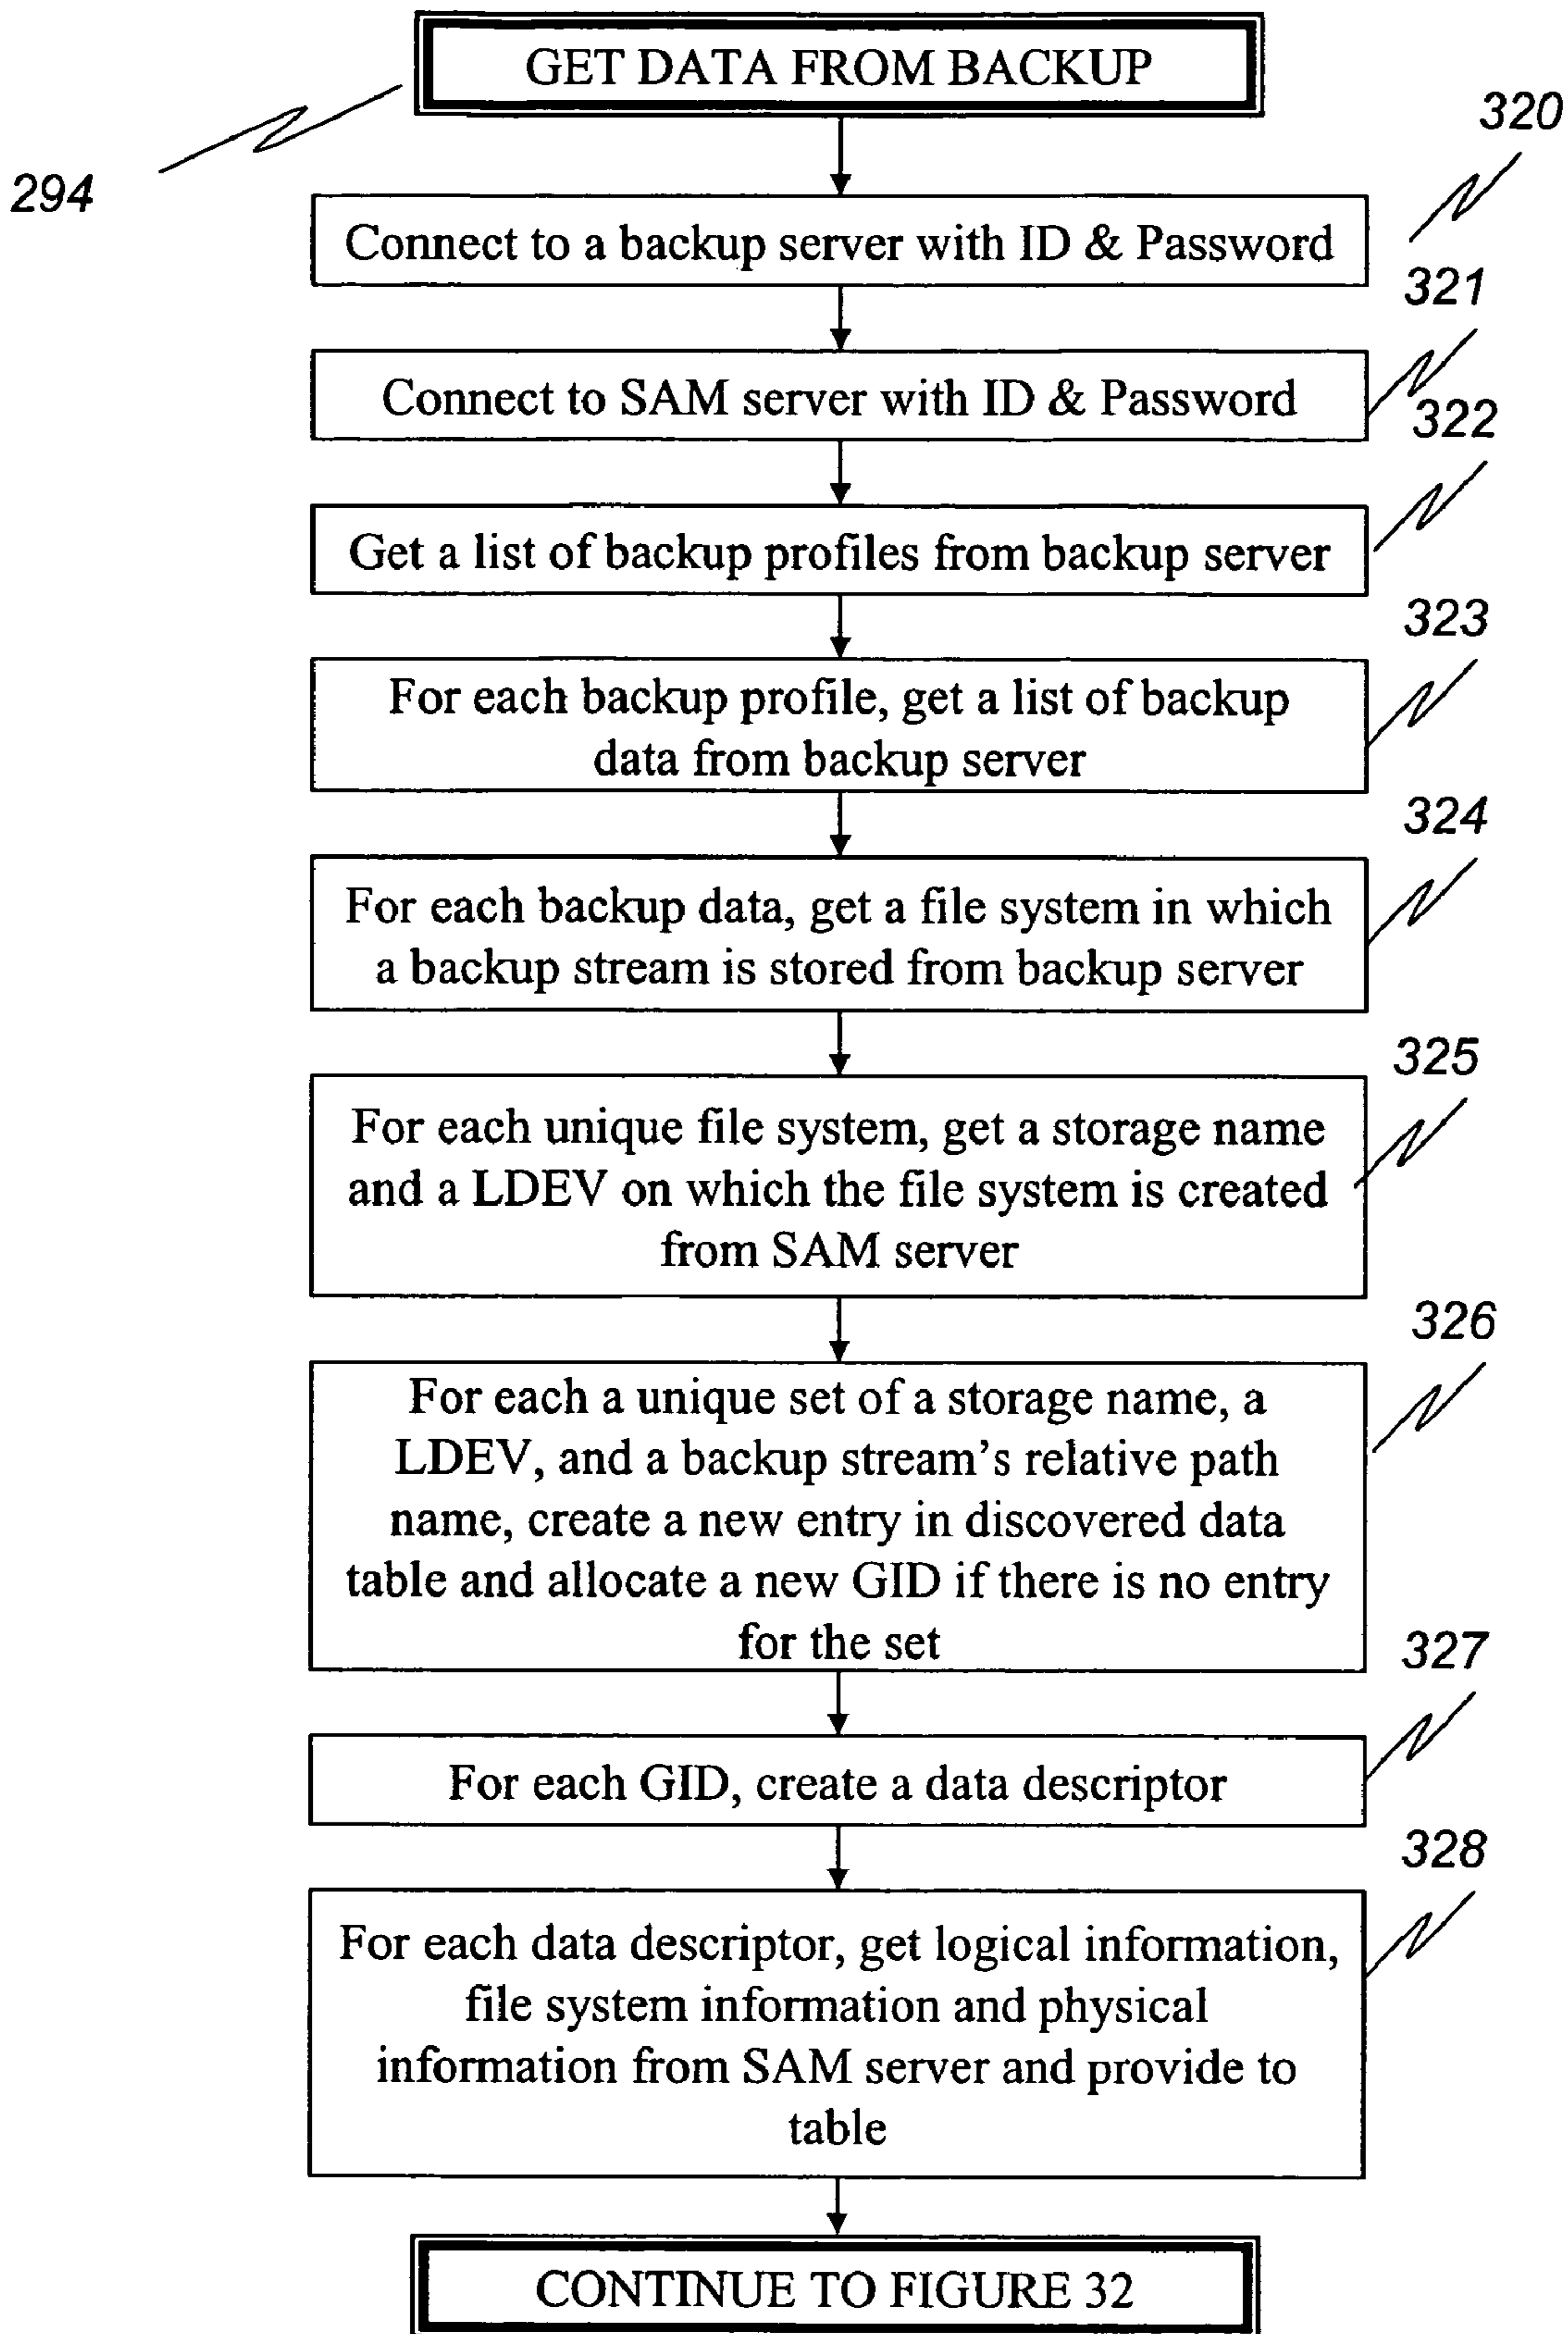 GET DATA FROM BACKUP
294
320
Connect to a backup server with ID & Password
321
Connect to SAM server with ID & Password
322
Get a list of backup profiles from backup server
323
For each backup profile, get a list of backup
data from backup server
324
For each backup data, get a file system in which
a backup stream is stored from backup server
325
For each unique file system, get a storage name
and a LDEV on which the file system is created
from SAM server
326
For each a unique set of a storage name, a
LDEV, and a backup stream's relative path
name, create a new entry in discovered data
table and allocate a new GID if there is no entry
for the set
327
For each GID, create a data descriptor
328
For each data descriptor, get logical information,
file system information and physical
information from SAM server and provide to
table
CONTINUE TO FIGURE 32